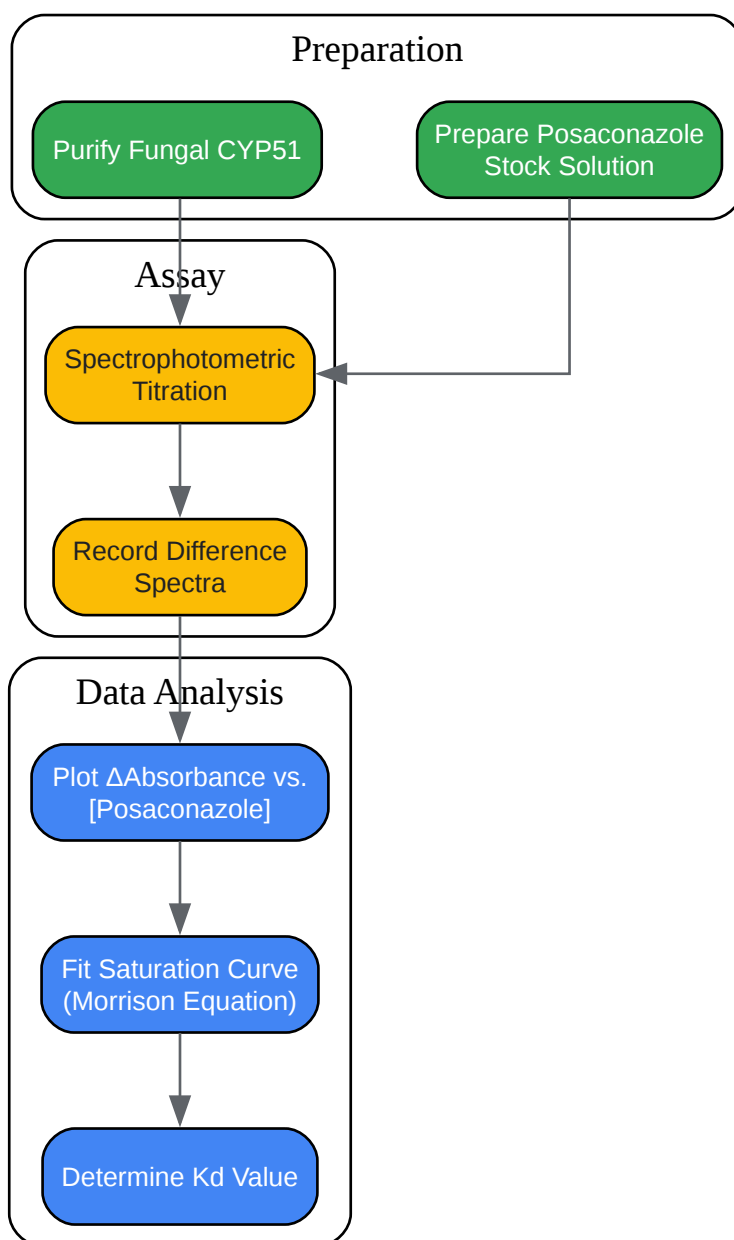 Preparation
Purify Fungal CYP51
Prepare Posaconazole
Stock Solution
Assay
Spectrophotometric
Titration
Record Difference
Spectra
Data Analysis
Plot ΔAbsorbance vs.
[Posaconazole]
Fit Saturation Curve
(Morrison Equation)
Determine Kd Value